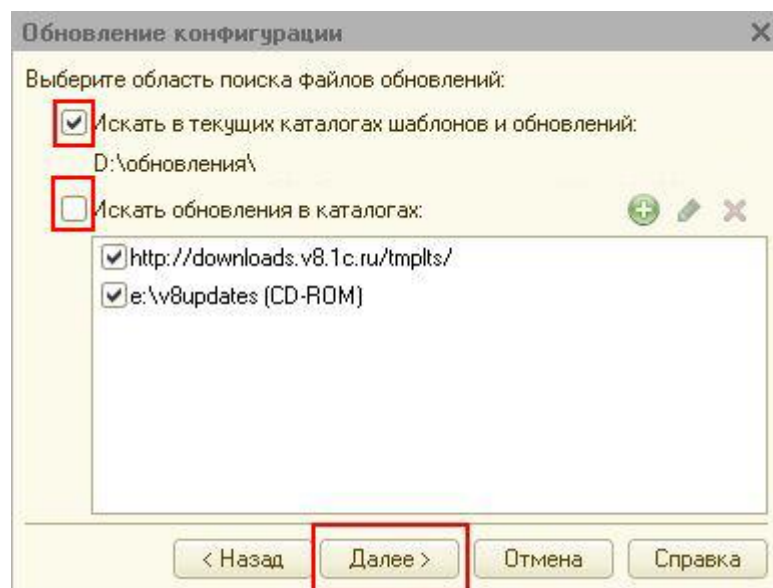 Обновление конфигурации
Выберите область поиска файлов обновлений:
Искать в текущих каталогах шаблонов и обновлений:
D:\обновления\
Искать обновления в каталогах:
http://downloads.v8.1c.ru/tmplts/
e:\v8updates (CD-ROM)
< Назад Далее > Отмена Справка